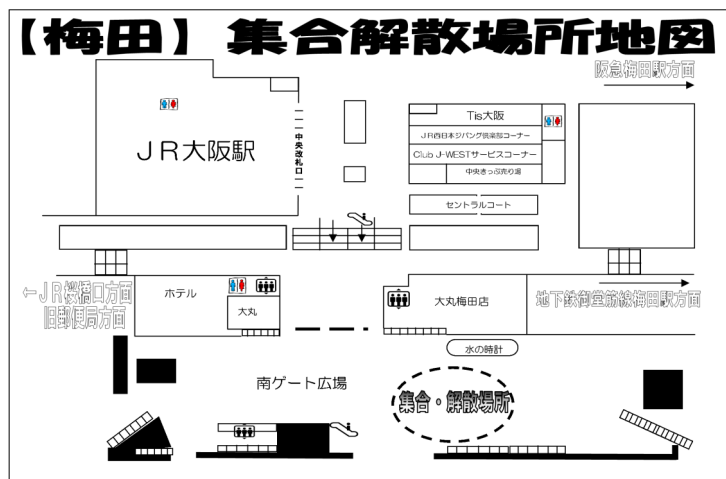 【梅田】集合解散場所地図
阪急梅田駅方面
JR大阪駅
中央改札口
Tis大阪
JR西日本ジパング倶楽部コーナー
Club J-WESTサービスコーナー
中央きっぷ売り場
セントラルコート
←JR桜橋口方面
旧郵便局方面
ホテル
大丸
大丸梅田店
地下鉄御堂筋線梅田駅方面
水の時計
南ゲート広場
集合・解散場所